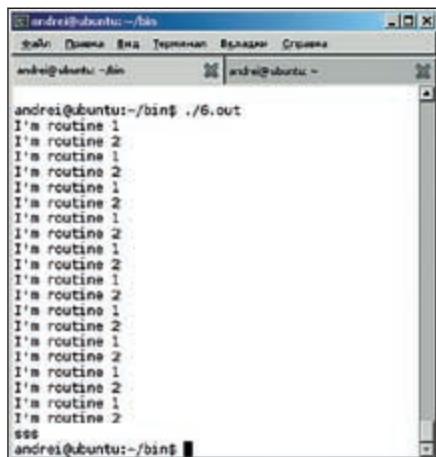 andrei@ubuntu: ~/bin
Файл Правка Вид Терминал Вкладки Справка
andrei@ubuntu: ~/bin andrei@ubuntu: ~
andrei@ubuntu:~/bin$ ./6.out
I'm routine 1
I'm routine 2
I'm routine 1
I'm routine 2
I'm routine 1
I'm routine 2
I'm routine 1
I'm routine 2
I'm routine 1
I'm routine 2
I'm routine 1
I'm routine 2
I'm routine 1
I'm routine 2
I'm routine 1
I'm routine 2
I'm routine 1
I'm routine 2
I'm routine 1
I'm routine 2
sss
andrei@ubuntu:~/bin$